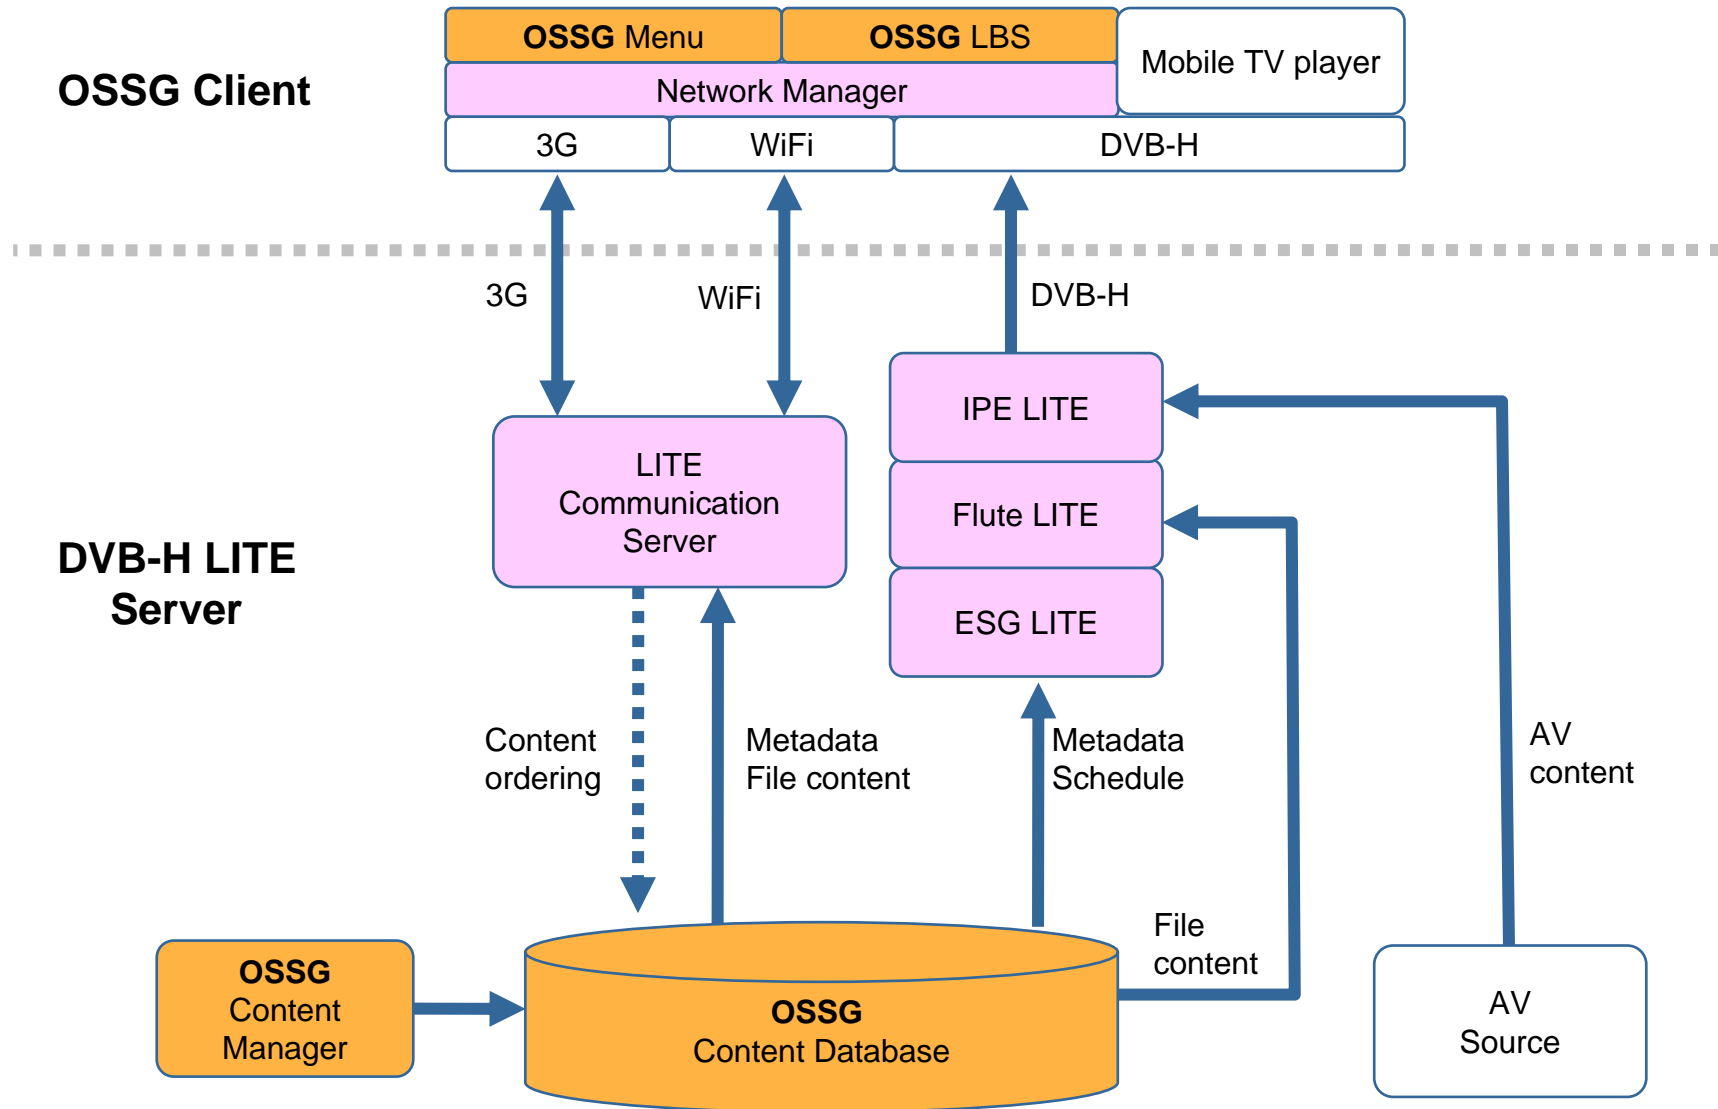 OSSG Menu
OSSG LBS
Mobile TV player
OSSG Client
Network Manager
3G
WiFi
DVB-H
3G
WiFi
DVB-H
IPE LITE
LITE
Communication
Server
Flute LITE
DVB-H LITE
Server
ESG LITE
Content
ordering
Metadada
File content
Metadada
Schedule
AV
content
File
content
OSSG
Content
Manager
OSSG
Content Database
AV
Source